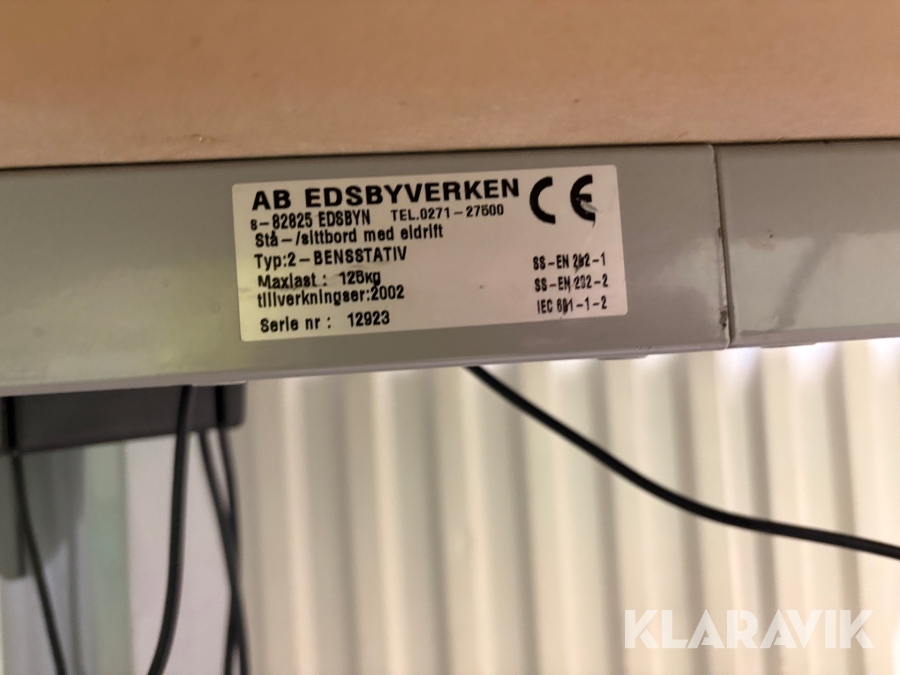 AB EDSBYVERKEN CE
s-82825 EDSBYN TEL.0271-27500
Stå-/sittbord med eldrift
Typ:2-BENSSTATIV
Maxlast: 125kg
tillverkningser:2002
Serie nr: 12923
SS-EN 292-1
SS-EN 292-2
IEC 601-1-2
KLARAVIK